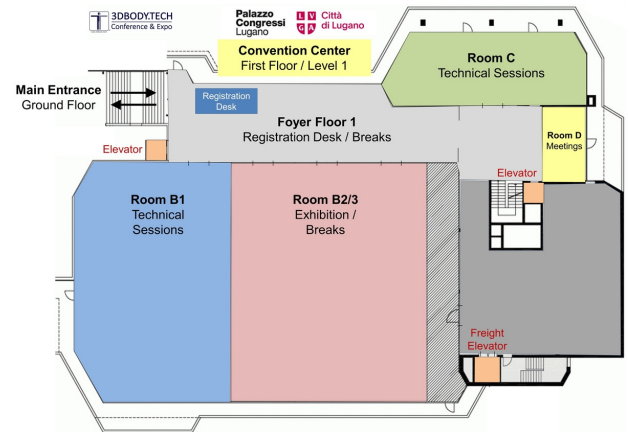 3DBODY.TECH
Conference & Expo
Palazzo
Congressi
Lugano
LV
GA
Città
di Lugano
Convention Center
First Floor / Level 1
Room C
Technical Sessions
Main Entrance
Ground Floor
Registration
Desk
Foyer Floor 1
Registration Desk / Breaks
Room D
Meetings
Elevator
Elevator
Room B1
Technical
Sessions
Room B2/3
Exhibition /
Breaks
Freight
Elevator